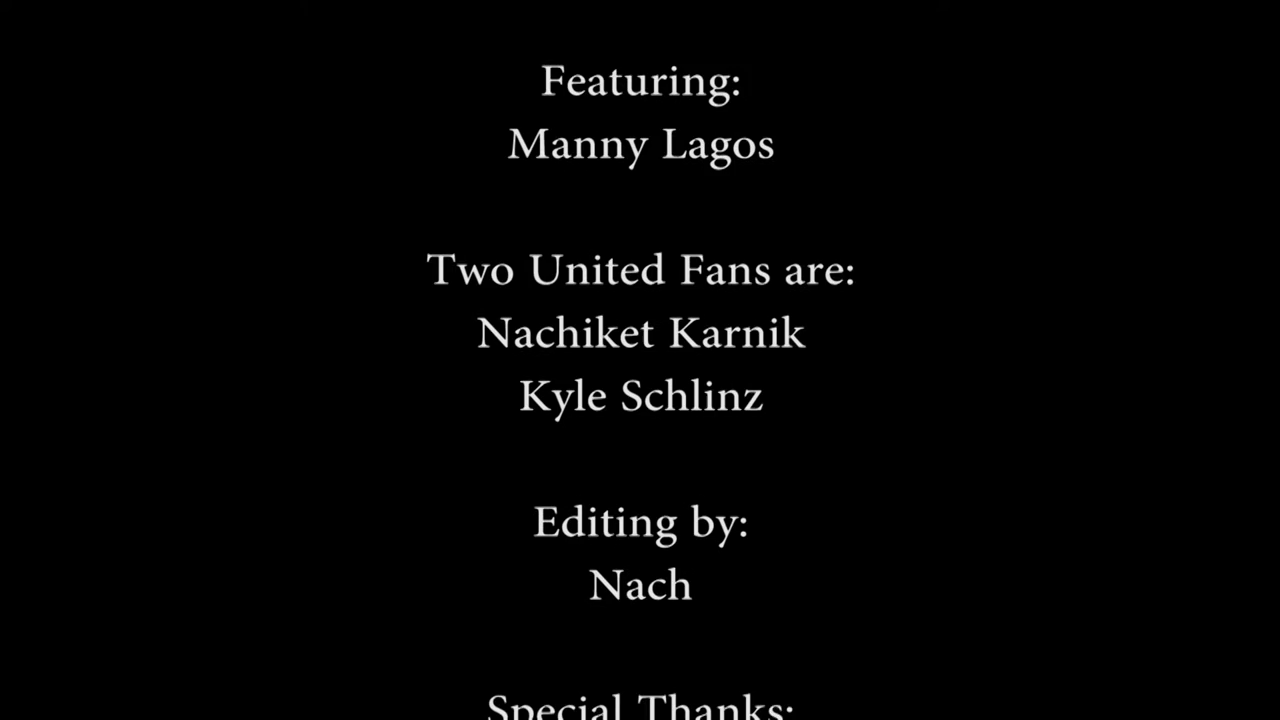 Featuring:
Manny Lagos
Two United Fans are:
Nachiket Karnik
Kyle Schlinz
Editing by:
Nach
Special Thanks: